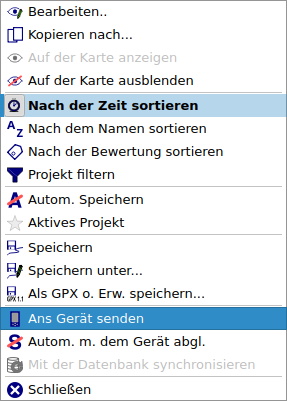 Bearbeiten..
Kopieren nach...
Auf der Karte anzeigen
Auf der Karte ausblenden
Nach der Zeit sortieren
Nach dem Namen sortieren
Nach der Bewertung sortieren
Projekt filtern
Autom. Speichern
Aktives Projekt
Speichern
Speichern unter...
Als GPX o. Erw. speichern...
Ans Gerät senden
Autom. m. dem Gerät abgl.
Mit der Datenbank synchronisieren
Schließen